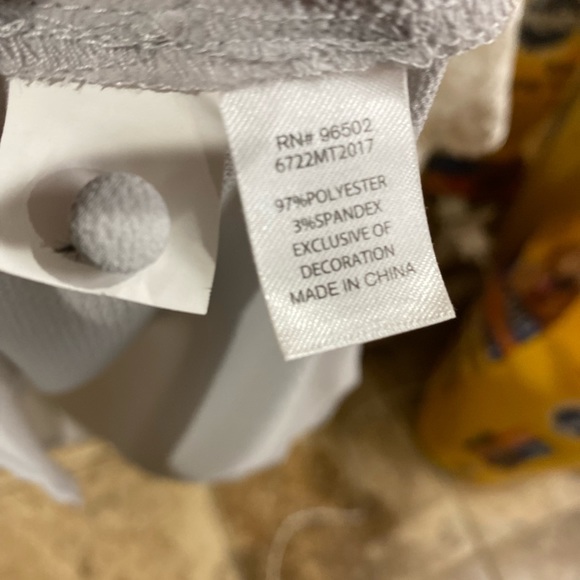 RN# 96502
6722MT2017
97%POLYESTER
3%SPANDEX
EXCLUSIVE OF
DECORATION
MADE IN CHINA